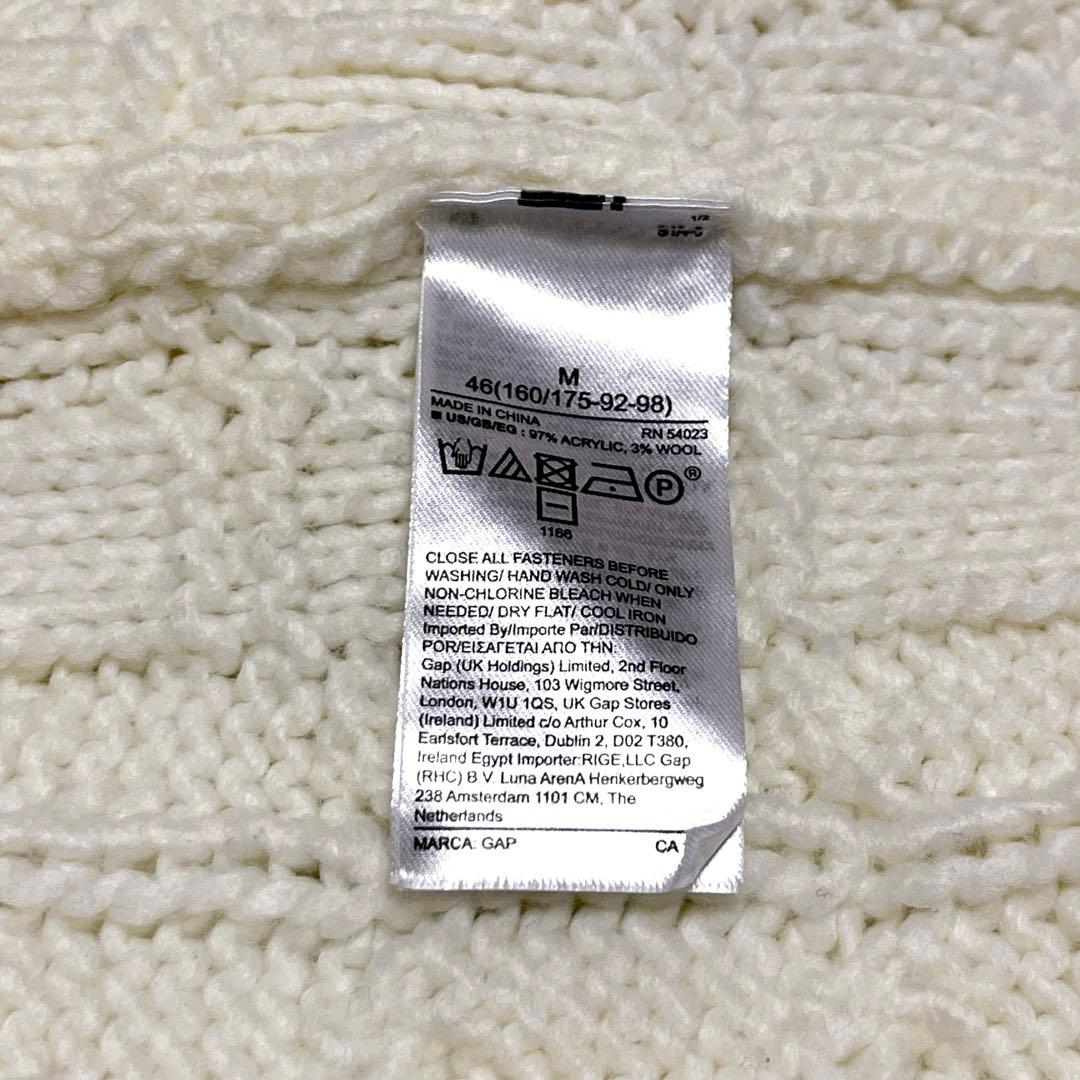 1/2
M
46(160/175-92-98)
MADE IN CHINA RN 54023
■ US/GB/EG : 97% ACRYLIC, 3% WOOL
P ®
1166
CLOSE ALL FASTENERS BEFORE
WASHING/ HAND WASH COLD/ ONLY
NON-CHLORINE BLEACH WHEN
NEEDED/ DRY FLAT/ COOL IRON
Imported By/Importe Par/DISTRIBUIDO
POR/ΕΙΣΑΓΕΤΑΙ ΑΠΟ ΤΗΝ:
Gap (UK Holdings) Limited, 2nd Floor
Nations House, 103 Wigmore Street,
London, W1U 1QS, UK Gap Stores
(Ireland) Limited c/o Arthur Cox, 10
Earlsfort Terrace, Dublin 2, D02 T380,
Ireland Egypt Importer:RIGE,LLC Gap
(RHC) B.V. Luna ArenA Herikerbergweg
238 Amsterdam 1101 CM, The
Netherlands
MARCA: GAP CA